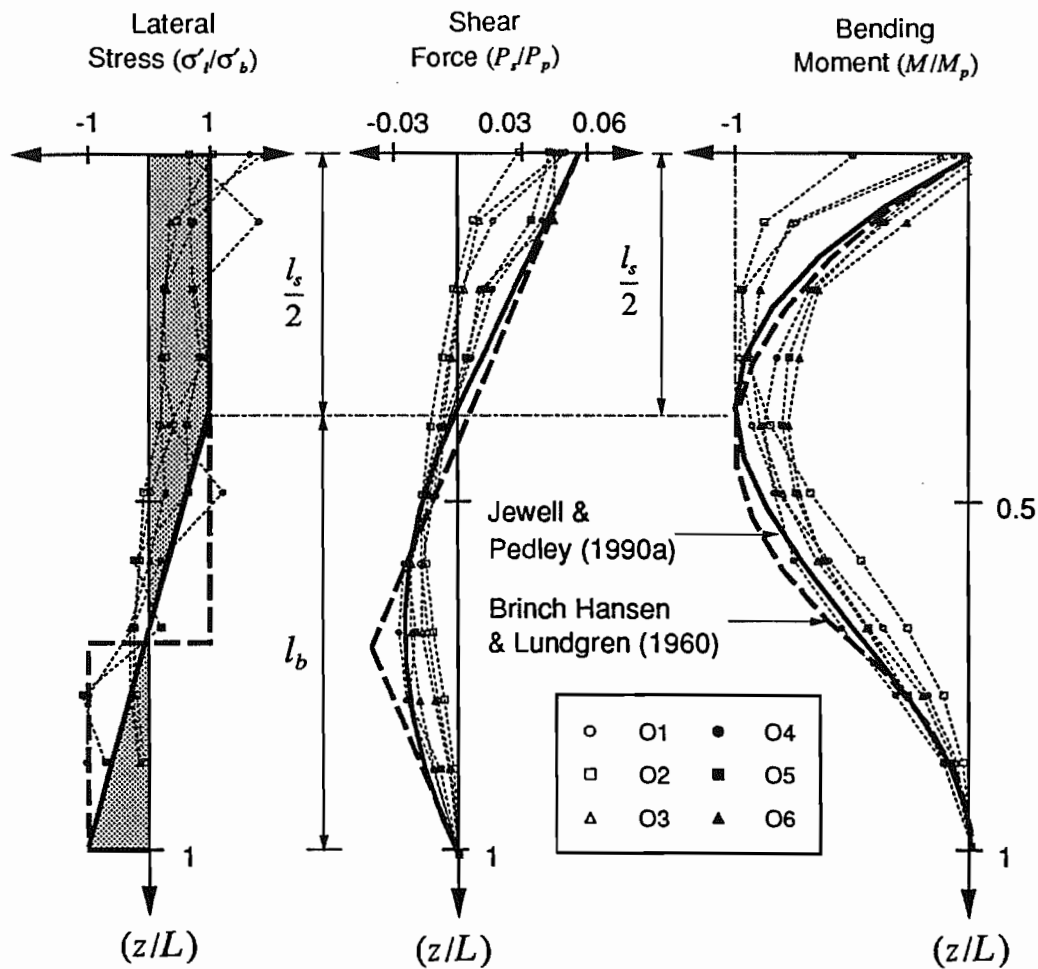 Lateral
Stress (σ′l/σ′b)
Shear
Force (Ps/Pp)
Bending
Moment (M/Mp)
-1
1
-0.03
0.03
0.06
-1
ls
2
ls
2
lb
0.5
Jewell &
Pedley (1990a)
Brinch Hansen
& Lundgren (1960)
O1
O4
O2
O5
O3
O6
1
1
1
(z/L)
(z/L)
(z/L)